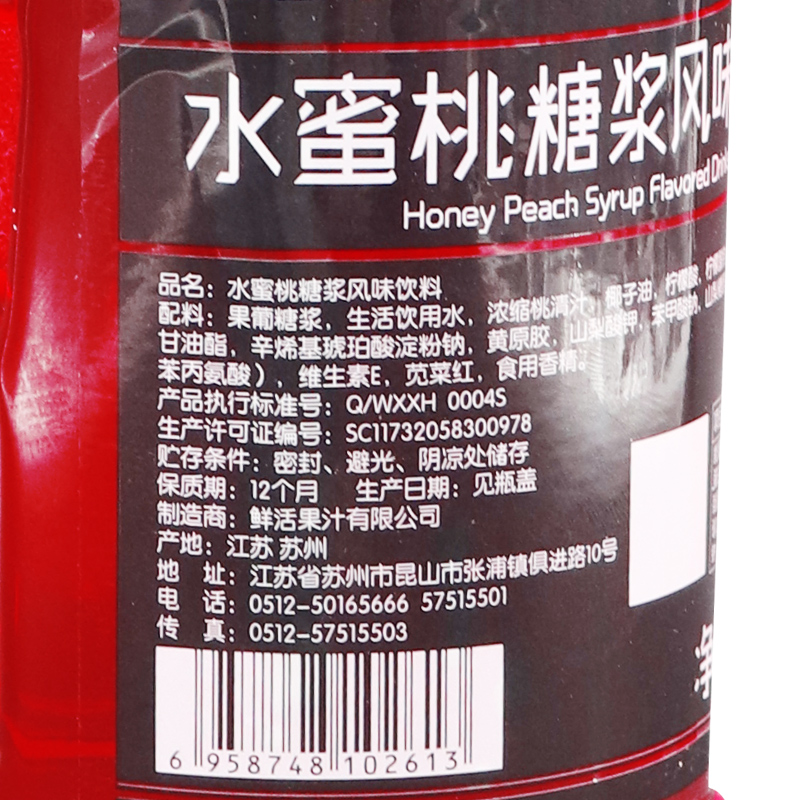 水蜜桃糖浆风味
Honey Peach Syrup Flavored
品名：水蜜桃糖浆风味饮料
配料：果葡糖浆，生活饮用水，浓缩桃清汁，椰子油，柠檬酸，
甘油酯，辛烯基琥珀酸淀粉钠，黄原胶，山梨酸钾，苯甲酸钠，
苯丙氨酸），维生素E，苋菜红，食用香精。
产品执行标准号：Q/WXXH 0004S
生产许可证编号：SC11732058300978
贮存条件：密封、避光、阴凉处储存
保质期：12个月 生产日期：见瓶盖
制造商：鲜活果汁有限公司
产地：江苏 苏州
地 址：江苏省苏州市昆山市张浦镇俱进路10号
电 话：0512-50165666 57515501
传 真：0512-57515503
净
6 958748 102613